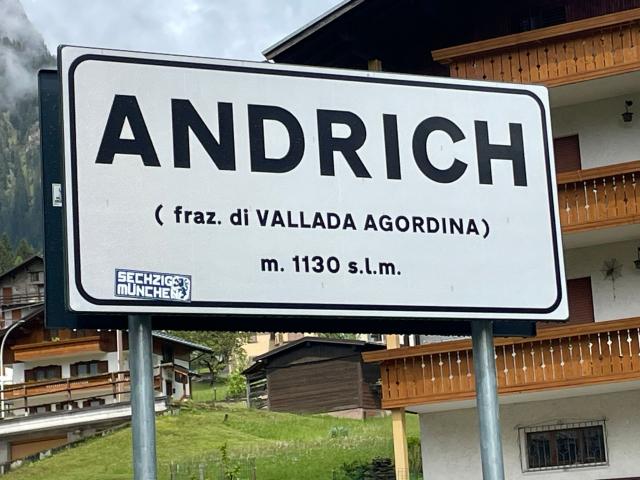 ANDRICH
( fraz. di VALLADA AGORDINA)
m. 1130 s.l.m.
SECHZIG
MÜNCHEN